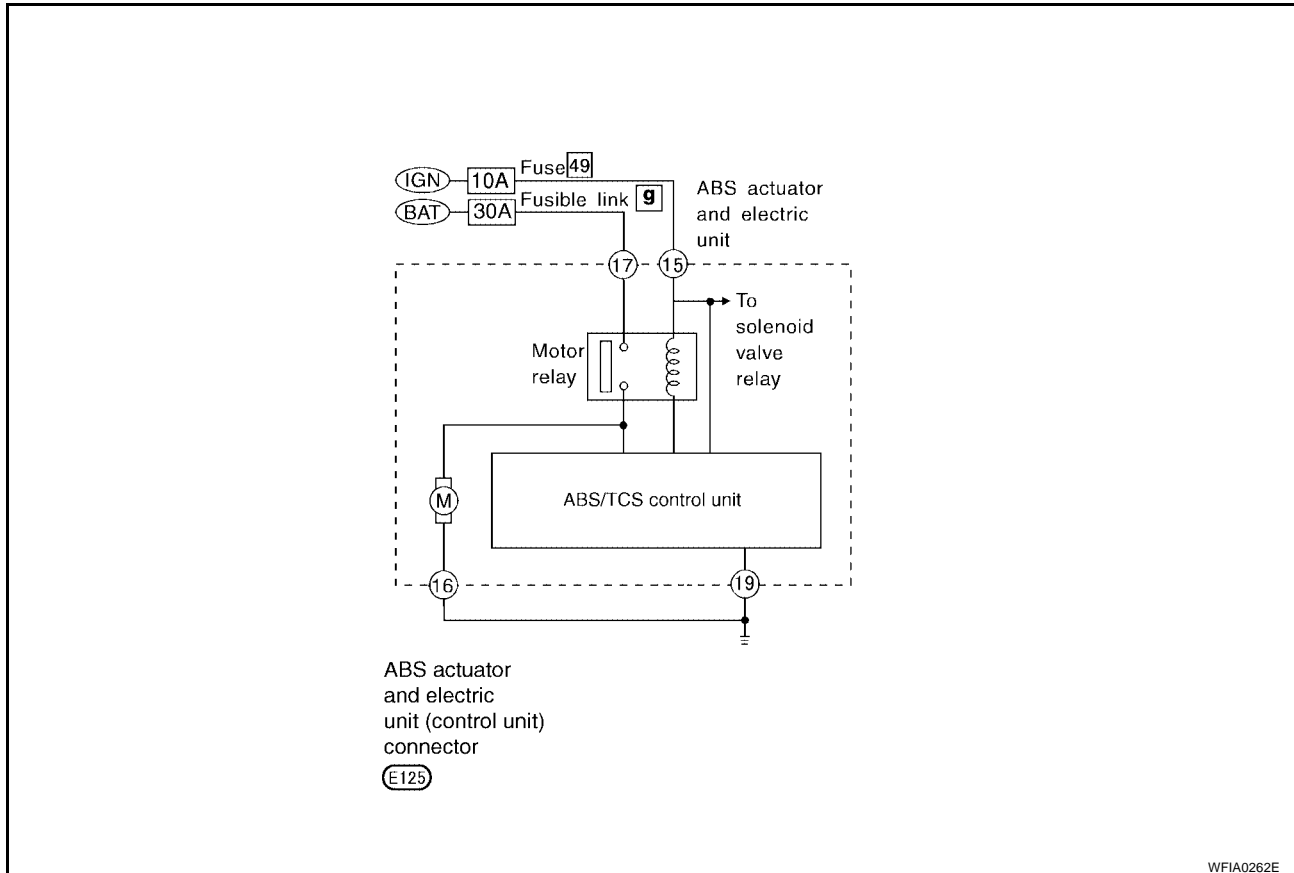 IGN 10A Fuse 49
BAT 30A Fusible link g
ABS actuator
and electric
unit
17 15
To
solenoid
valve
relay
Motor
relay
M
ABS/TCS control unit
16 19
ABS actuator
and electric
unit (control unit)
connector
E125
WFIA0262E